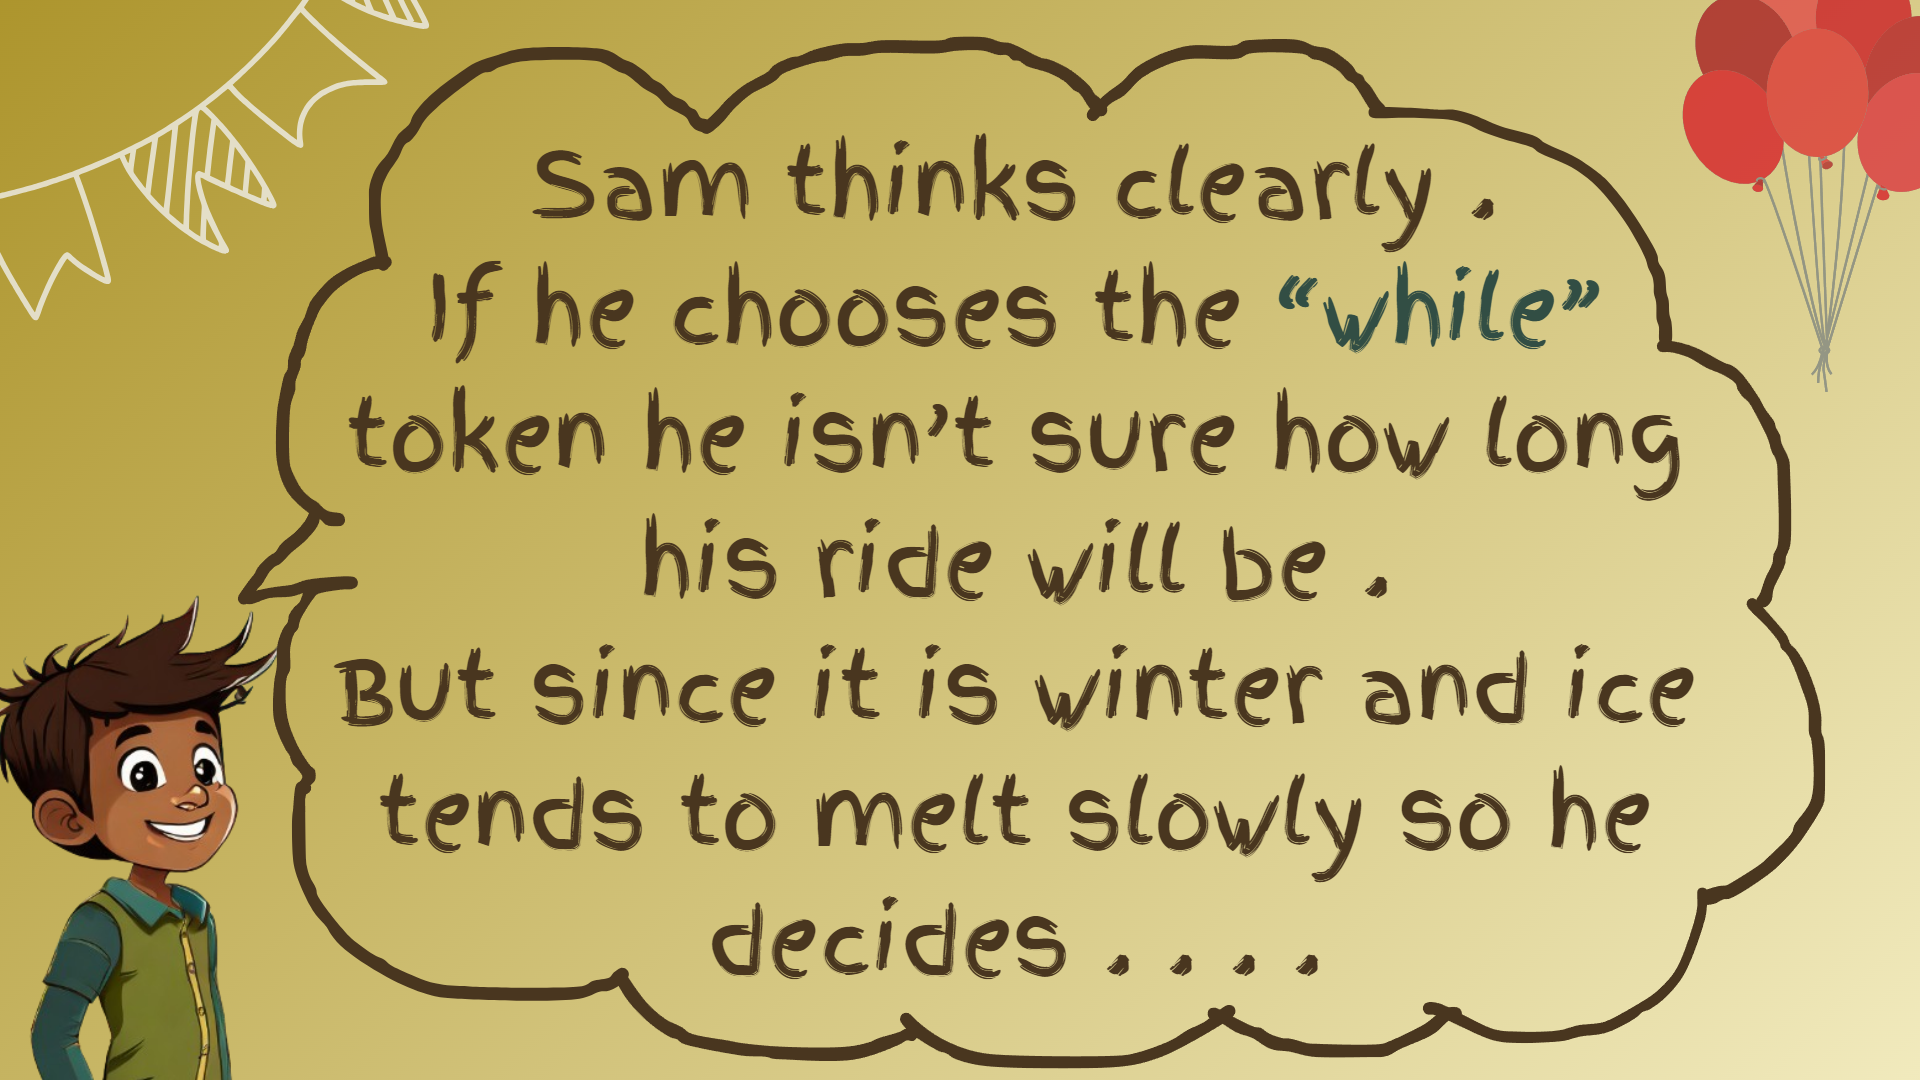 Sam thinks clearly .
If he chooses the “while”
token he isn’t sure how long
his ride will be .
But since it is winter and ice
tends to melt slowly so he
decides . . . .